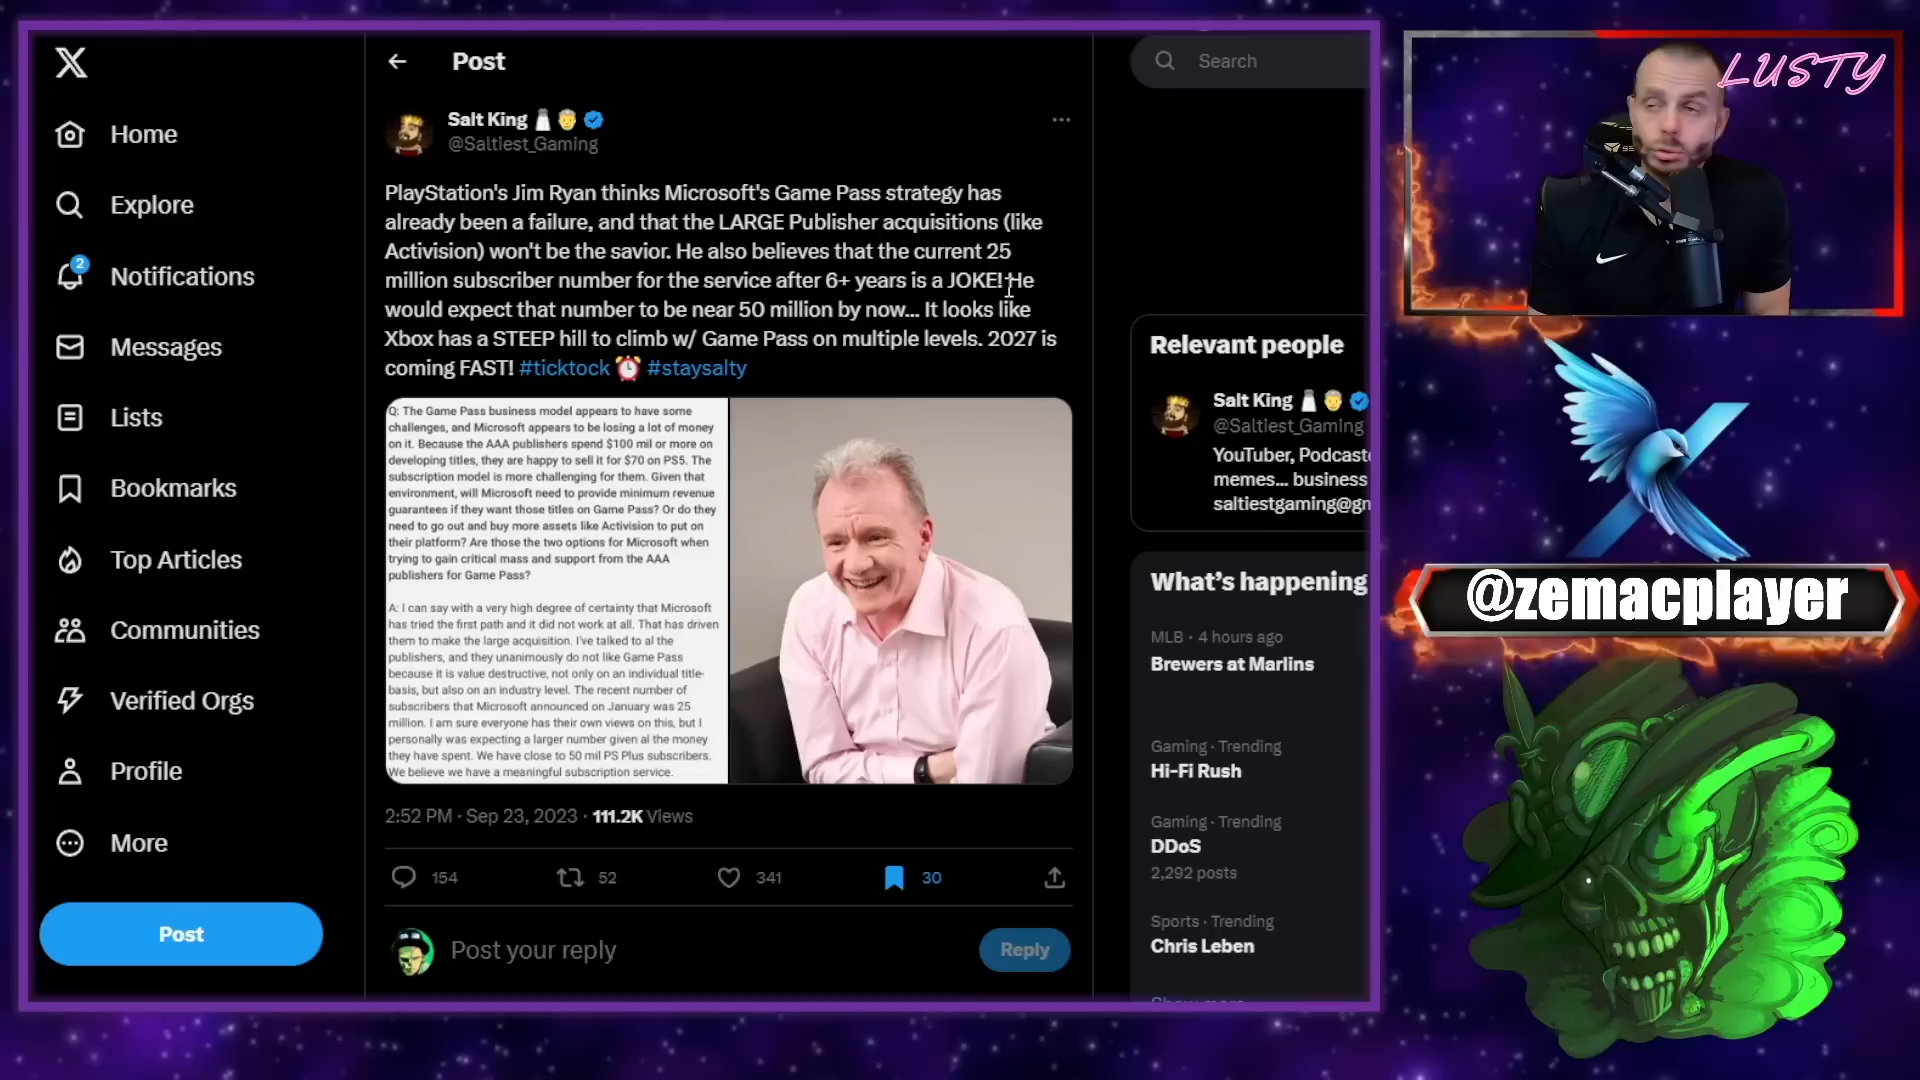 Home
Explore
2
Notifications
Messages
Lists
Bookmarks
Top Articles
Communities
Verified Orgs
Profile
More
Post
Post
Salt King
@Saltiest_Gaming
PlayStation's Jim Ryan thinks Microsoft's Game Pass strategy has
already been a failure, and that the LARGE Publisher acquisitions (like
Activision) won't be the savior. He also believes that the current 25
million subscriber number for the service after 6+ years is a JOKE! He
would expect that number to be near 50 million by now... It looks like
Xbox has a STEEP hill to climb w/ Game Pass on multiple levels. 2027 is
coming FAST! #ticktock ⏰ #staysalty
Q: The Game Pass business model appears to have some
challenges, and Microsoft appears to be losing a lot of money
on it. Because the AAA publishers spend $100 mil or more on
developing titles, they are happy to sell it for $70 on PS5. The
subscription model is more challenging for them. Given that
environment, will Microsoft need to provide minimum revenue
guarantees if they want those titles on Game Pass? Or do they
need to go out and buy more assets like Activision to put on
their platform? Are those the two options for Microsoft when
trying to gain critical mass and support from the AAA
publishers for Game Pass?
A: I can say with a very high degree of certainty that Microsoft
has tried the first path and it did not work at all. That has driven
them to make the large acquisition. I've talked to al the
publishers, and they unanimously do not like Game Pass
because it is value destructive, not only on an individual title-
basis, but also on an industry level. The recent number of
subscribers that Microsoft announced on January was 25
million. I am sure everyone has their own views on this, but I
personally was expecting a larger number given al the money
they have spent. We have close to 50 mil PS Plus subscribers.
We believe we have a meaningful subscription service.
2:52 PM · Sep 23, 2023 · 111.2K Views
154
52
341
30
Post your reply
Reply
Search
Relevant people
Salt King
@Saltiest_Gaming
YouTuber, Podcast
memes... business
saltiestgaming@gm
What's happening
MLB · 4 hours ago
Brewers at Marlins
Gaming · Trending
Hi-Fi Rush
Gaming · Trending
DDoS
2,292 posts
Sports · Trending
Chris Leben
LUSTY
@zemacplayer